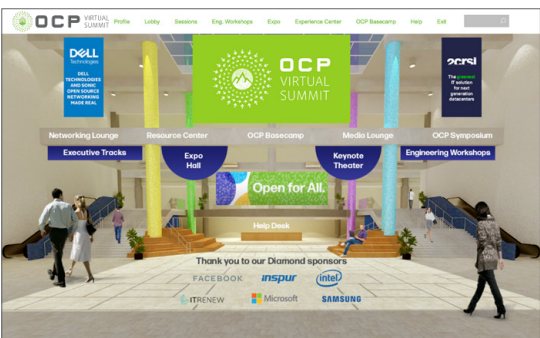 OCP VIRTUAL SUMMIT
Profile Lobby Sessions Eng. Workshops Expo Experience Center OCP Basecamp Help Exit
DELL
Technologies
DELL
TECHNOLOGIES
AND SONIC
OPEN SOURCE
NETWORKING
MADE REAL
OCP
VIRTUAL
SUMMIT
The greenest
IT solution
for next
generation
datacenters
Networking Lounge Resource Center OCP Basecamp Media Lounge OCP Symposium
Executive Tracks
Expo
Hall
Keynote
Theater
Engineering Workshops
Open for All.
Help Desk
Thank you to our Diamond sponsors
FACEBOOK inspur intel
ITRENEW Microsoft SAMSUNG